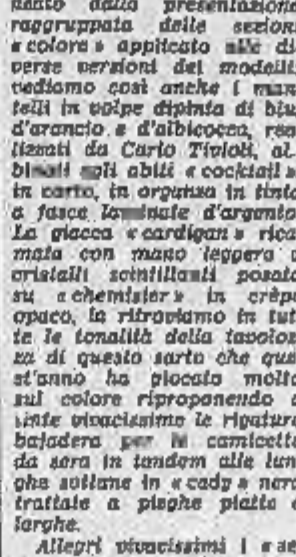 dalla presentazione
raggruppata delle sezioni
« colore » applicato alle di
verse versioni dei modelli:
vediamo così anche i man
telli in volpe dipinta di blu,
d'arancio e d'albicocca, rea
lizzati da Carlo Tivioli, ab
binati agli abiti « cocktail »
in , in organza in tinta
a fasce laminate d'argento
La giacca « cardigan » rica
mata con mano leggera
cristalli scintillanti posata
su « chemisier » in crêpe
opaco, la ritroviamo in tut
te le tonalità della tavoloz
za di questo sarto che que
st'anno ha giocato molto
sul colore riproponendo
tinte vivacissime le rigature
bajadera per le camicette
da sera in tandem alle lun
ghe sottane in « cady » nero
trattate a pieghe piatte e
larghe.
Allegri vivacissimi i